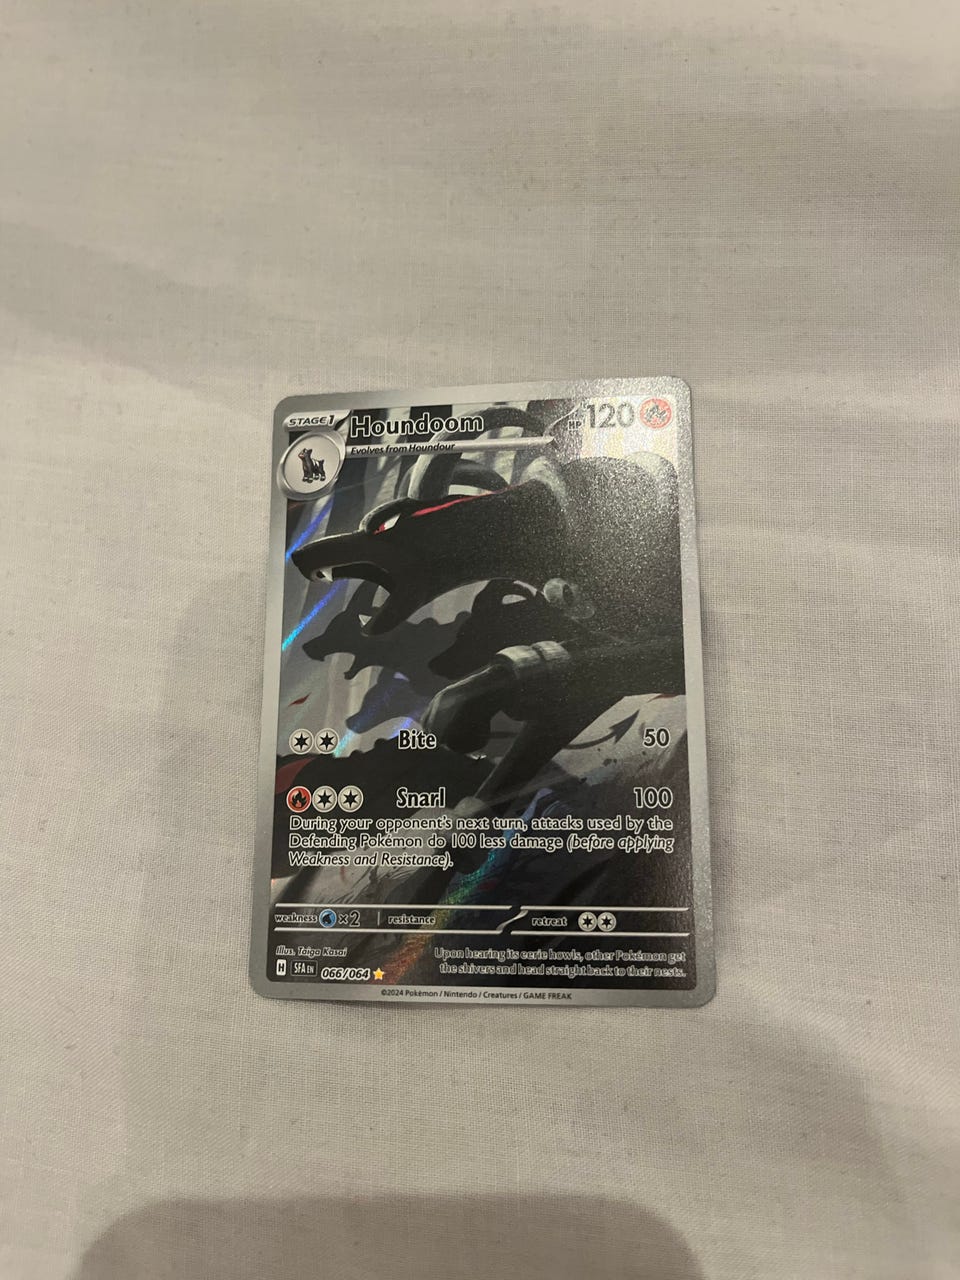 STAGE 1 Houndoom HP 120
Evolves from Houndour
Bite 50
Snarl 100
During your opponent's next turn, attacks used by the
Defending Pokémon do 100 less damage (before applying
Weakness and Resistance).
weakness ×2 resistance retreat
Illus. Taiga Kasai
Upon hearing its eerie howls, other Pokémon get
the shivers and head straight back to their nests.
H SFA EN 066/064
©2024 Pokémon / Nintendo / Creatures / GAME FREAK